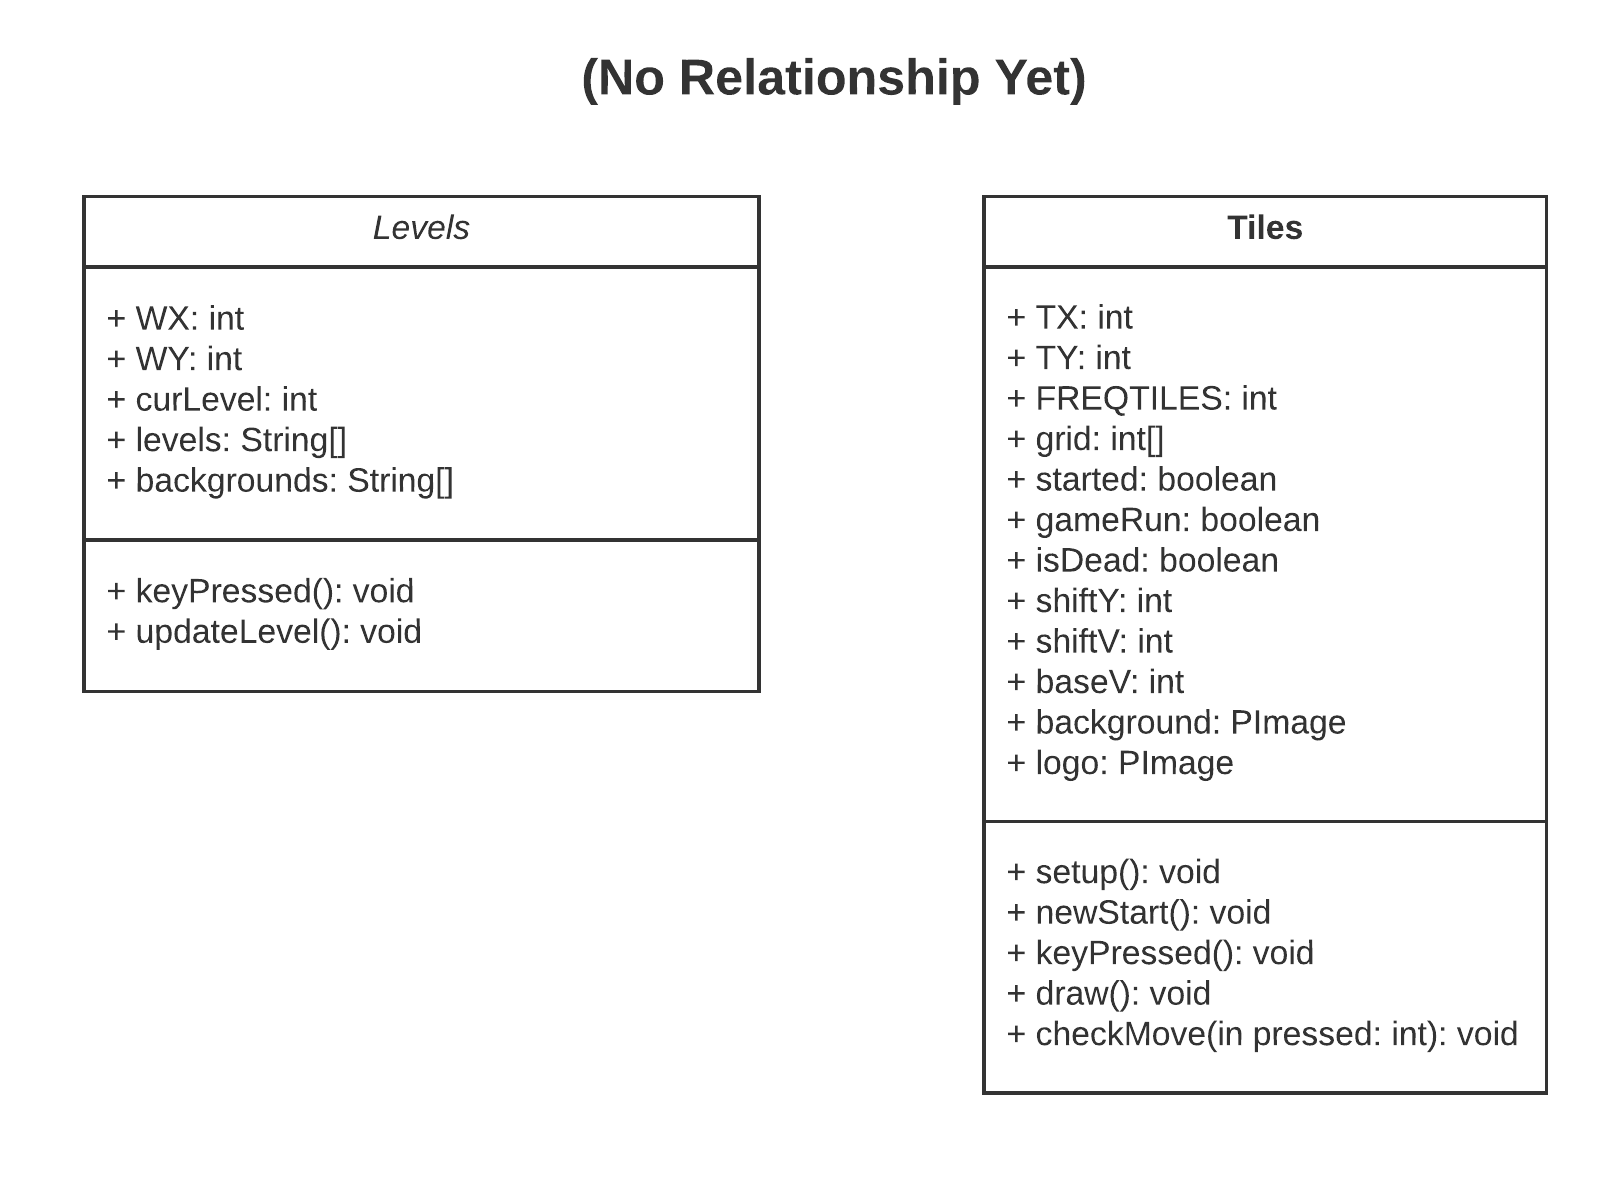 (No Relationship Yet)
Levels
+ WX: int
+ WY: int
+ curLevel: int
+ levels: String[]
+ backgrounds: String[]
+ keyPressed(): void
+ updateLevel(): void
Tiles
+ TX: int
+ TY: int
+ FREQTILES: int
+ grid: int[]
+ started: boolean
+ gameRun: boolean
+ isDead: boolean
+ shiftY: int
+ shiftV: int
+ baseV: int
+ background: PImage
+ logo: PImage
+ setup(): void
+ newStart(): void
+ keyPressed(): void
+ draw(): void
+ checkMove(in pressed: int): void